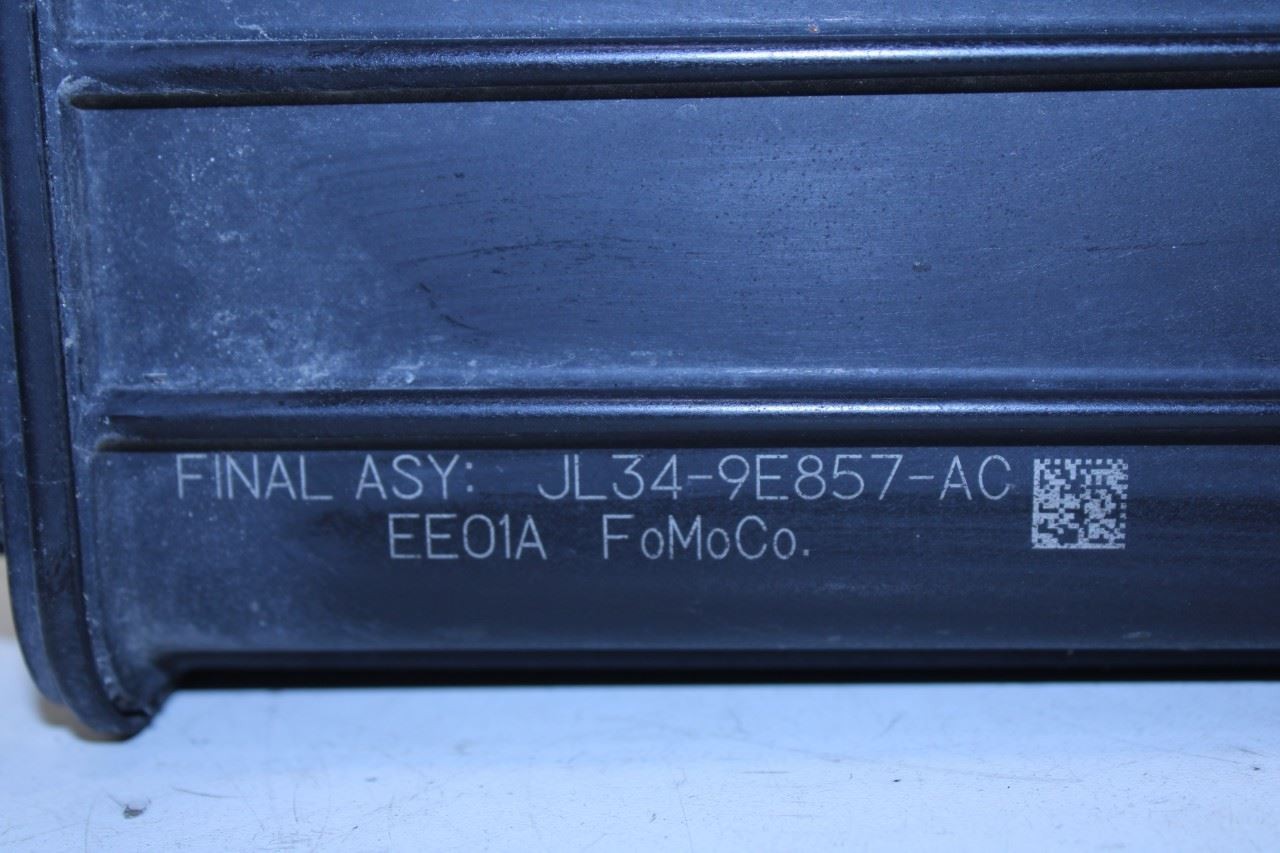 FINAL ASY: JL34-9E857-AC
EE01A FoMoCo.